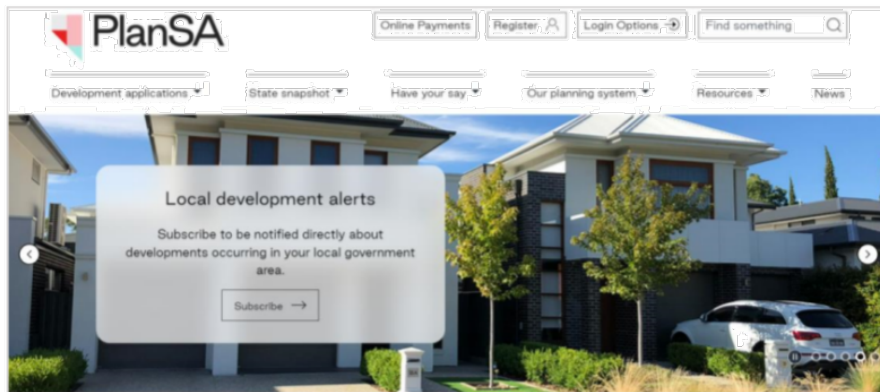 PlanSA
Online Payments
Register
Login Options
Find something
Development applications
State snapshot
Have your say
Our planning system
Resources
News
Local development alerts
Subscribe to be notified directly about
developments occurring in your local government
area.
Subscribe